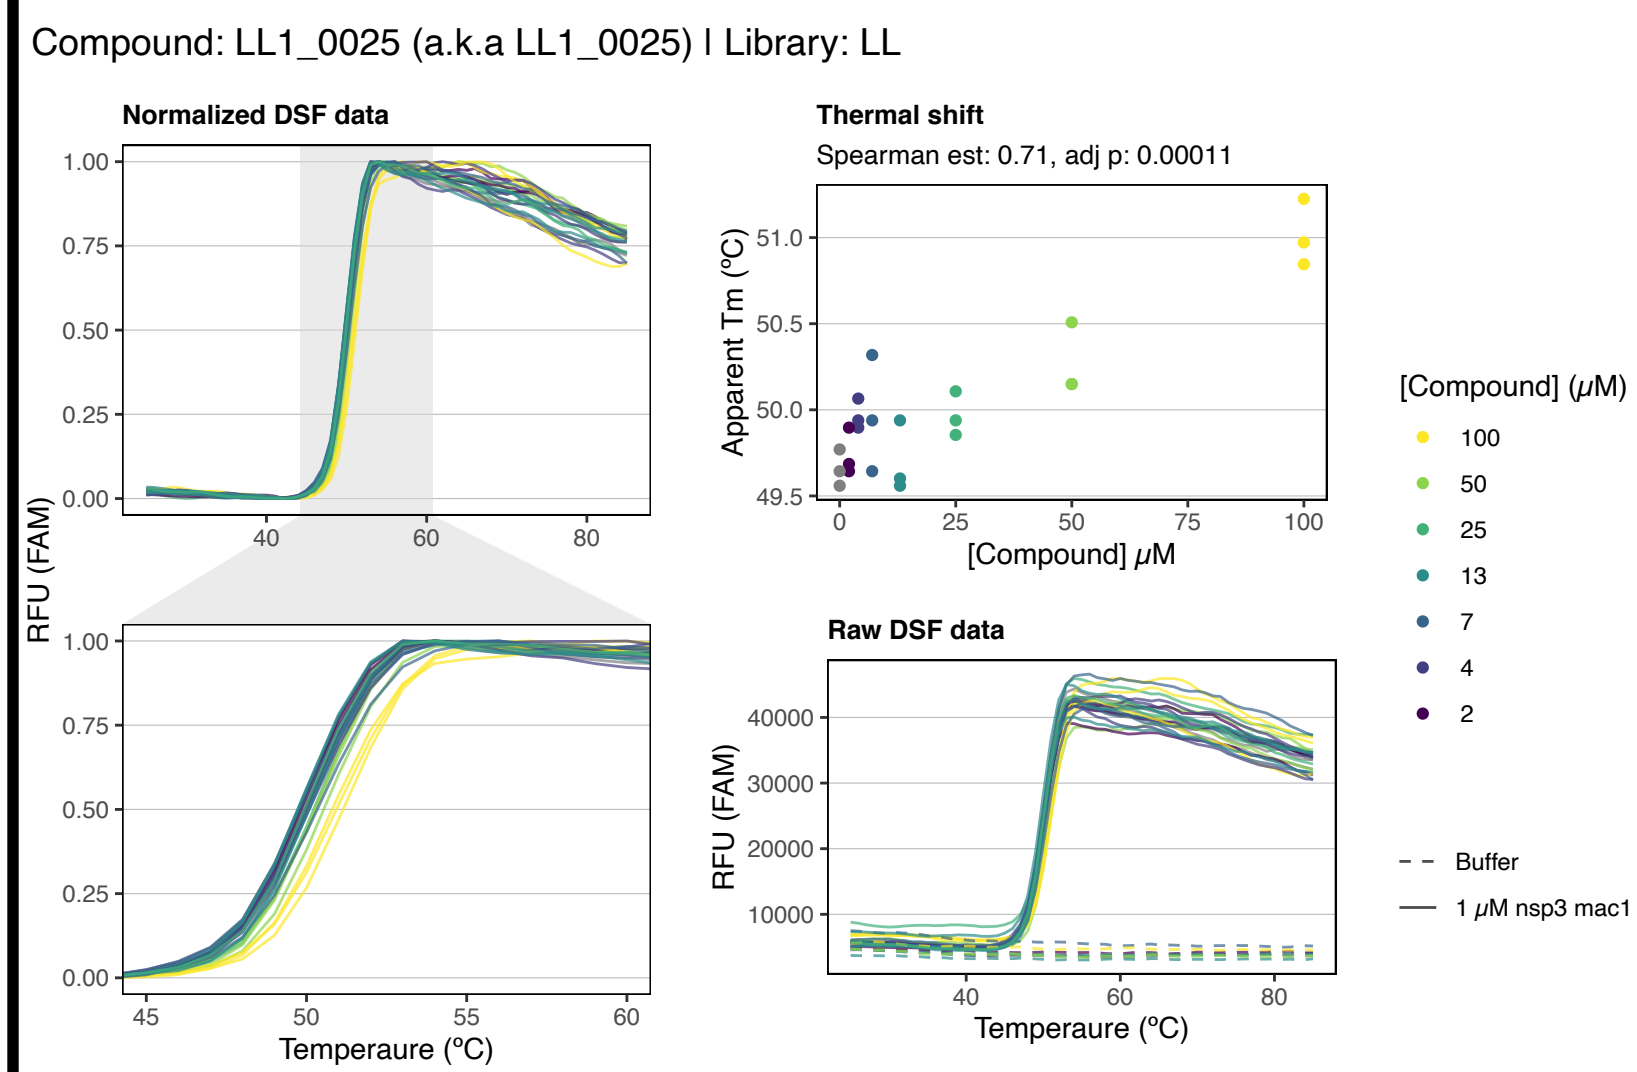 Compound: LL1_0025 (a.k.a LL1_0025) | Library: LL
Normalized DSF data
1.00
0.75
0.50
0.25
0.00
40
60
80
RFU (FAM)
1.00
0.75
0.50
0.25
0.00
45
50
55
60
Temperaure (ºC)
Thermal shift
Spearman est: 0.71, adj p: 0.00011
Apparent Tm (ºC)
51.0
50.5
50.0
49.5
0
25
50
75
100
[Compound] µM
Raw DSF data
RFU (FAM)
40000
30000
20000
10000
40
60
80
Temperaure (ºC)
[Compound] (µM)
100
50
25
13
7
4
2
Buffer
1 µM nsp3 mac1